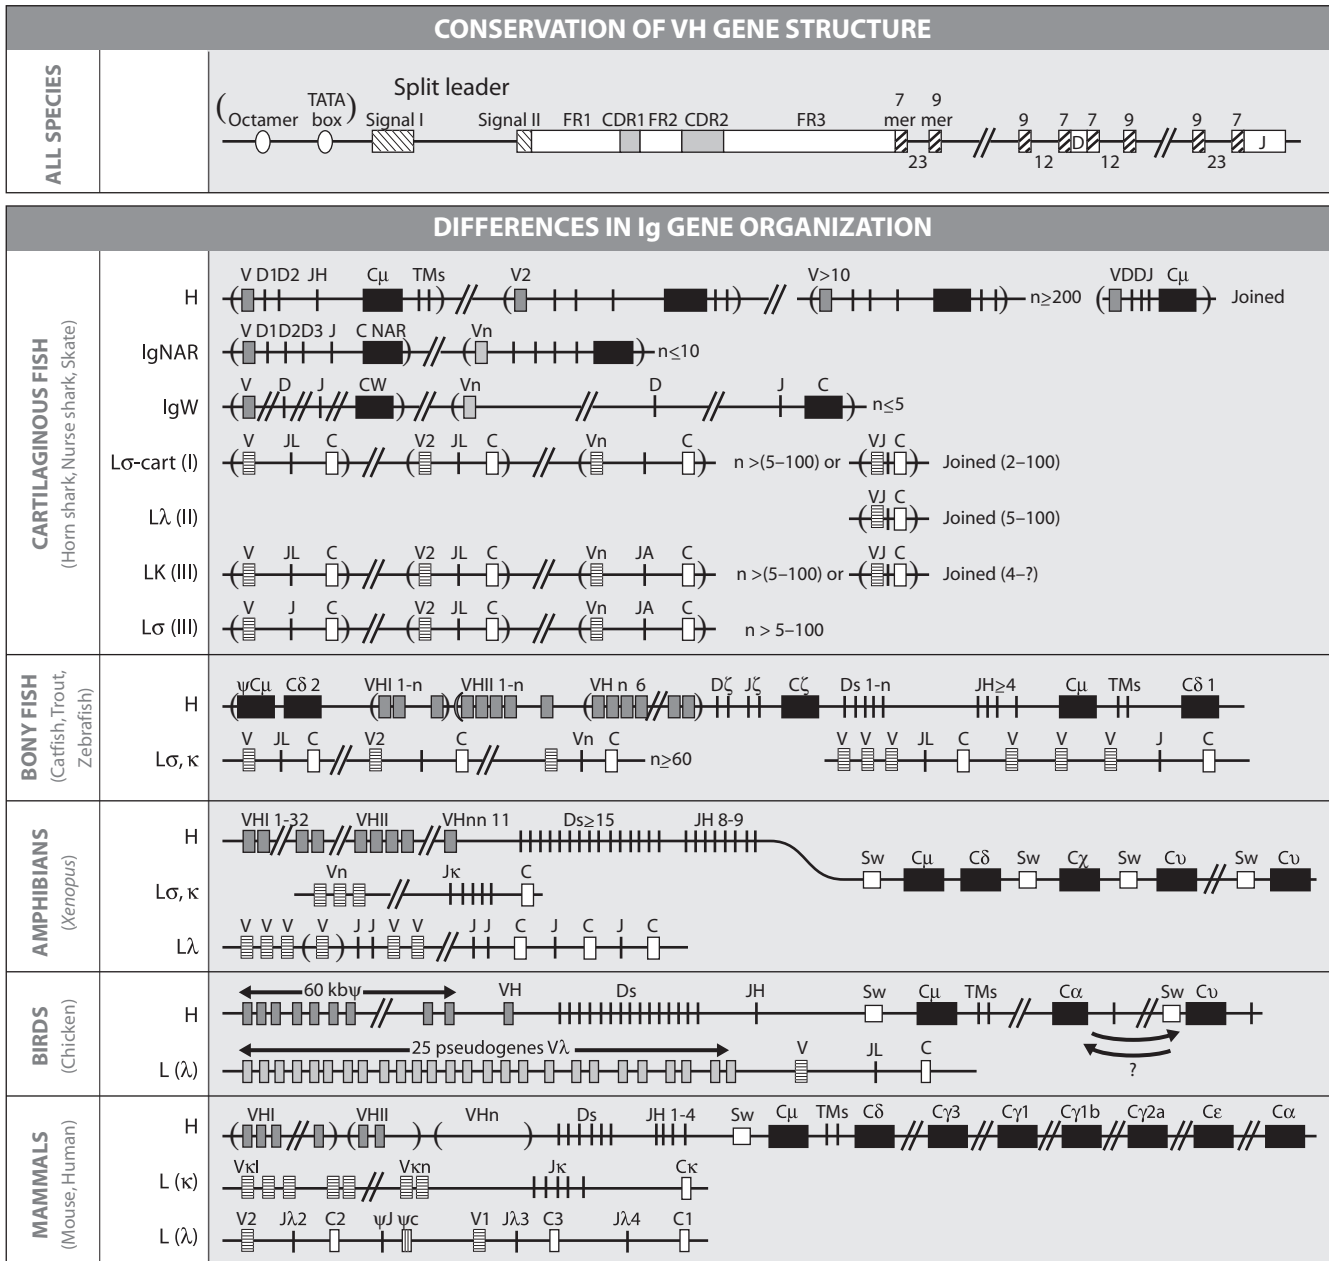 CONSERVATION OF VH GENE STRUCTURE
ALL SPECIES
Split leader
( Octamer TATA box ) Signal I Signal II FR1 CDR1 FR2 CDR2 FR3 7 mer 9 mer 9 7 7 9 9 7
D J
23 12 12 23
DIFFERENCES IN Ig GENE ORGANIZATION
CARTILAGINOUS FISH
(Horn shark, Nurse shark, Skate)
V D1D2 JH Cμ TMs V2 V>10 VDDJ Cμ
H n≥200 Joined
V D1D2D3 J C NAR Vn
IgNAR n≤10
V D J CW Vn D J C
IgW n≤5
V JL C V2 JL C Vn C VJ C
Lσ-cart (I) n >(5–100) or Joined (2–100)
VJ C
Lλ (II) Joined (5–100)
V JL C V2 JL C Vn JA C VJ C
LK (III) n >(5–100) or Joined (4–?)
V J C V2 JL C Vn JA C
Lσ (III) n > 5–100
BONY FISH
(Catfish, Trout, Zebrafish)
ψCμ Cδ 2 VHI 1-n VHII 1-n VH n 6 Dζ Jζ Cζ Ds 1-n JH≥4 Cμ TMs Cδ 1
H
V JL C V2 C Vn C V V V JL C V V V J C
Lσ, κ n≥60
AMPHIBIANS
(Xenopus)
VHI 1-32 VHII VHnn 11 Ds≥15 JH 8-9
H
Sw Cμ Cδ Sw Cχ Sw Cυ Sw Cυ
Vn Jκ C
Lσ, κ
V V V V J J V V J J C J C J C
Lλ
BIRDS
(Chicken)
60 kbψ VH Ds JH Sw Cμ TMs Cα Sw Cυ
H
25 pseudogenes Vλ V JL C
L (λ)
?
MAMMALS
(Mouse, Human)
VHI VHII VHn Ds JH 1-4 Sw Cμ TMs Cδ Cγ3 Cγ1 Cγ1b Cγ2a Cε Cα
H
VκI Vκn Jκ Cκ
L (κ)
V2 Jλ2 C2 ψJ ψc V1 Jλ3 C3 Jλ4 C1
L (λ)